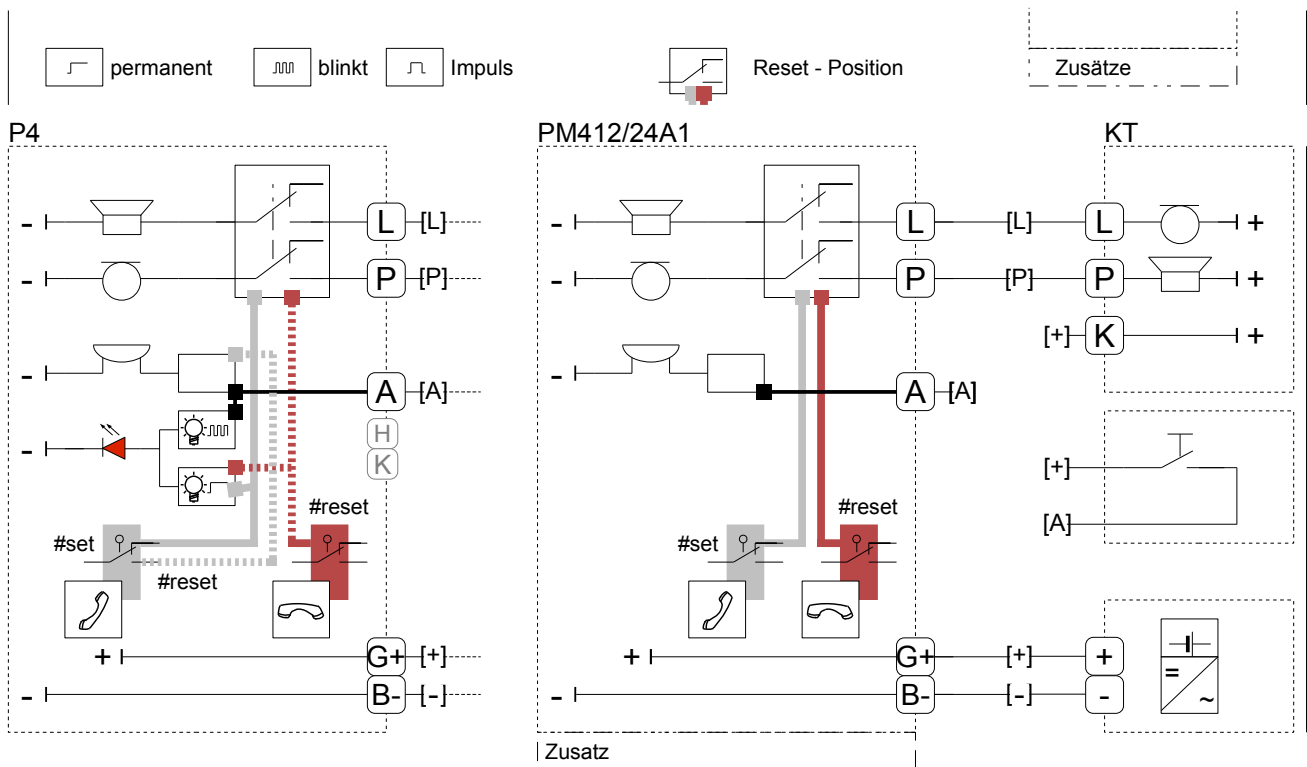 permanent blinkt Impuls Reset - Position Zusätze
P4 PM412/24A1 KT
- L [L] - L [L] L +
- P [P] - P [P] P +
[+] K +
- A [A] - A [A]
H
- K [+]
[A]
#reset #reset
#set #set
#reset
+ G+ [+] + G+ [+] + = ~
- B- [-] - B- [-] -
Zusatz